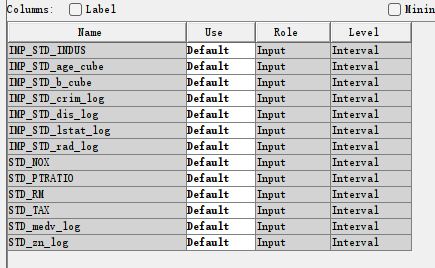 Columns: Label Minin
Name Use Role Level
IMP_STD_INDUS Default Input Interval
IMP_STD_age_cube Default Input Interval
IMP_STD_b_cube Default Input Interval
IMP_STD_crim_log Default Input Interval
IMP_STD_dis_log Default Input Interval
IMP_STD_lstat_log Default Input Interval
IMP_STD_rad_log Default Input Interval
STD_NOX Default Input Interval
STD_PTRATIO Default Input Interval
STD_RM Default Input Interval
STD_TAX Default Input Interval
STD_medv_log Default Input Interval
STD_zn_log Default Input Interval